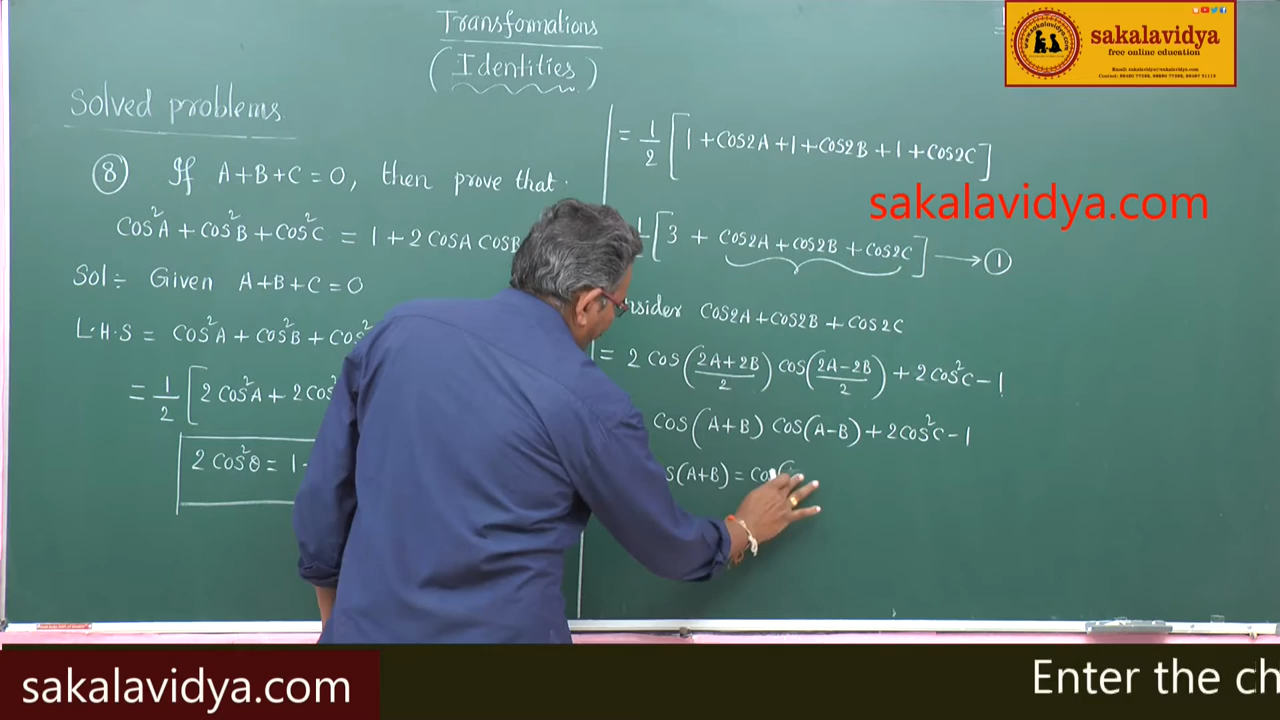 Transformations
(Identities)
Solved problems
⑧ If A+B+C=0, then prove that
cos²A + cos²B + cos²C = 1 + 2 cosA cosB
Sol:- Given A+B+C=0
L.H.S = cos²A + cos²B + cos²
= 1/2 [2cos²A + 2cos²
2cos²θ = 1
= 1/2 [1+cos2A+1+cos2B+1+cos2C]
[3 + cos2A+cos2B+cos2C] → ①
nsider cos2A+cos2B+cos2C
= 2 cos((2A+2B)/2) cos((2A-2B)/2) + 2cos²C-1
cos(A+B) cos(A-B)+2cos²C-1
s(A+B) = cos(
sakalavidya
free online education
sakalavidya.com
sakalavidya.com
Enter the ch